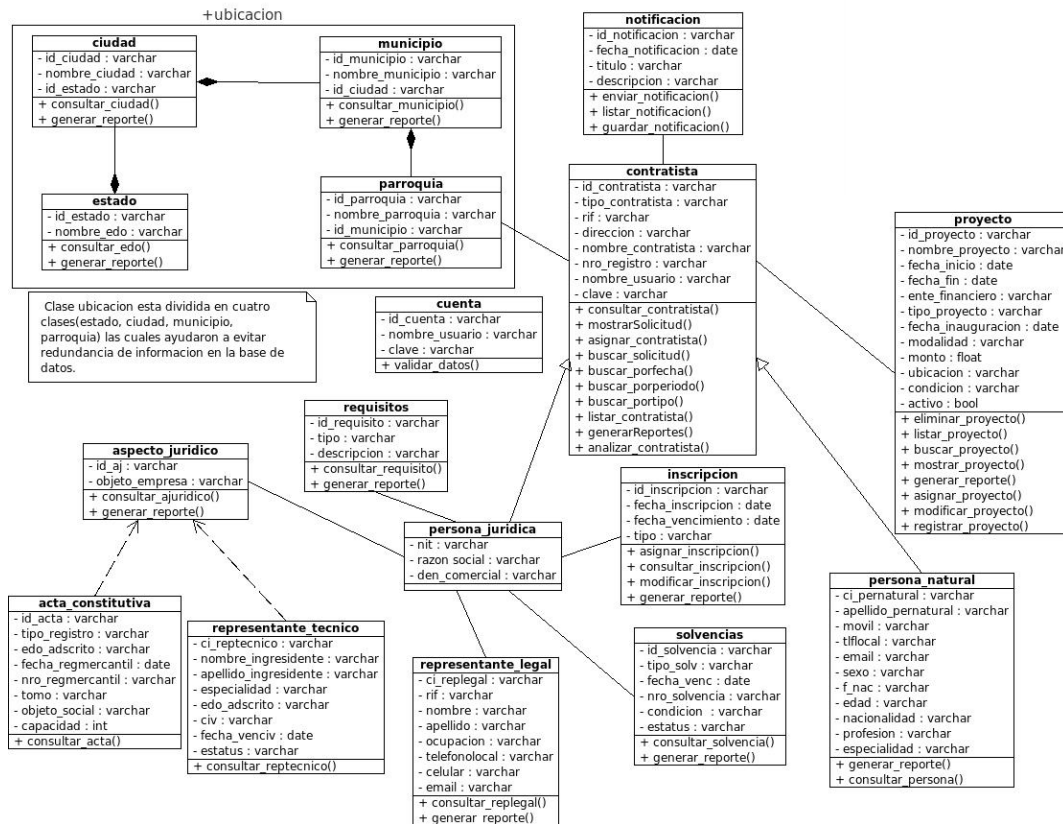 +ubicacion
ciudad
- id_ciudad : varchar
- nombre_ciudad : varchar
- id_estado : varchar
+ consultar_ciudad()
+ generar_reporte()
municipio
- id_municipio : varchar
- nombre_municipio : varchar
- id_ciudad : varchar
+ consultar_municipio()
+ generar_reporte()
estado
- id_estado : varchar
- nombre_edo : varchar
+ consultar_edo()
+ generar_reporte()
parroquia
- id_parroquia : varchar
- nombre_parroquia : varchar
- id_municipio : varchar
+ consultar_parroquia()
+ generar_reporte()
Clase ubicacion esta dividida en cuatro
clases(estado, ciudad, municipio,
parroquia) las cuales ayudaron a evitar
redundancia de informacion en la base de
datos.
notificacion
- id_notificacion : varchar
- fecha_notificacion : date
- titulo : varchar
- descripcion : varchar
+ enviar_notificacion()
+ listar_notificacion()
+ guardar_notificacion()
contratista
- id_contratista : varchar
- tipo_contratista : varchar
- rif : varchar
- direccion : varchar
- nombre_contratista : varchar
- nro_registro : varchar
- nombre_usuario : varchar
- clave : varchar
+ consultar_contratista()
+ mostrarSolicitud()
+ asignar_contratista()
+ buscar_solicitud()
+ buscar_porfecha()
+ buscar_porperiodo()
+ buscar_portipo()
+ listar_contratista()
+ generarReportes()
+ analizar_contratista()
proyecto
- id_proyecto : varchar
- nombre_proyecto : varchar
- fecha_inicio : date
- fecha_fin : date
- ente_financiero : varchar
- tipo_proyecto : varchar
- fecha_inauguracion : date
- modalidad : varchar
- monto : float
- ubicacion : varchar
- condicion : varchar
- activo : bool
+ eliminar_proyecto()
+ listar_proyecto()
+ buscar_proyecto()
+ mostrar_proyecto()
+ generar_reporte()
+ asignar_proyecto()
+ modificar_proyecto()
+ registrar_proyecto()
cuenta
- id_cuenta : varchar
- nombre_usuario : varchar
- clave : varchar
+ validar_datos()
requisitos
- id_requisito : varchar
- tipo : varchar
- descripcion : varchar
+ consultar_requisito()
+ generar_reporte()
aspecto_juridico
- id_aj : varchar
- objeto_empresa : varchar
+ consultar_ajuridico()
+ generar_reporte()
persona_juridica
- nit : varchar
- razon social : varchar
- den_comercial : varchar
inscripcion
- id_inscripcion : varchar
- fecha_inscripcion : date
- fecha_vencimiento : date
- tipo : varchar
+ asignar_inscripcion()
+ consultar_inscripcion()
+ modificar_inscripcion()
+ generar_reporte()
acta_constitutiva
- id_acta : varchar
- tipo_registro : varchar
- edo_adscrito : varchar
- fecha_regmercantil : date
- nro_regmercantil : varchar
- tomo : varchar
- objeto_social : varchar
- capacidad : int
+ consultar_acta()
representante_tecnico
- ci_reptecnico : varchar
- nombre_ingresidente : varchar
- apellido_ingresidente : varchar
- especialidad : varchar
- edo_adscrito : varchar
- civ : varchar
- fecha_venciv : date
- estatus : varchar
+ consultar_reptecnico()
representante_legal
- ci_replegal : varchar
- rif : varchar
- nombre : varchar
- apellido : varchar
- ocupacion : varchar
- telefonolocal : varchar
- celular : varchar
- email : varchar
+ consultar_replegal()
+ generar_reporte()
solvencias
- id_solvencia : varchar
- tipo_solv : varchar
- fecha_venc : date
- nro_solvencia : varchar
- condicion : varchar
- estatus : varchar
+ consultar_solvencia()
+ generar_reporte()
persona_natural
- ci_pernatural : varchar
- apellido_pernatural : varchar
- movil : varchar
- tlflocal : varchar
- email : varchar
- sexo : varchar
- f_nac : varchar
- edad : varchar
- nacionalidad : varchar
- profesion : varchar
- especialidad : varchar
+ generar_reporte()
+ consultar_persona()